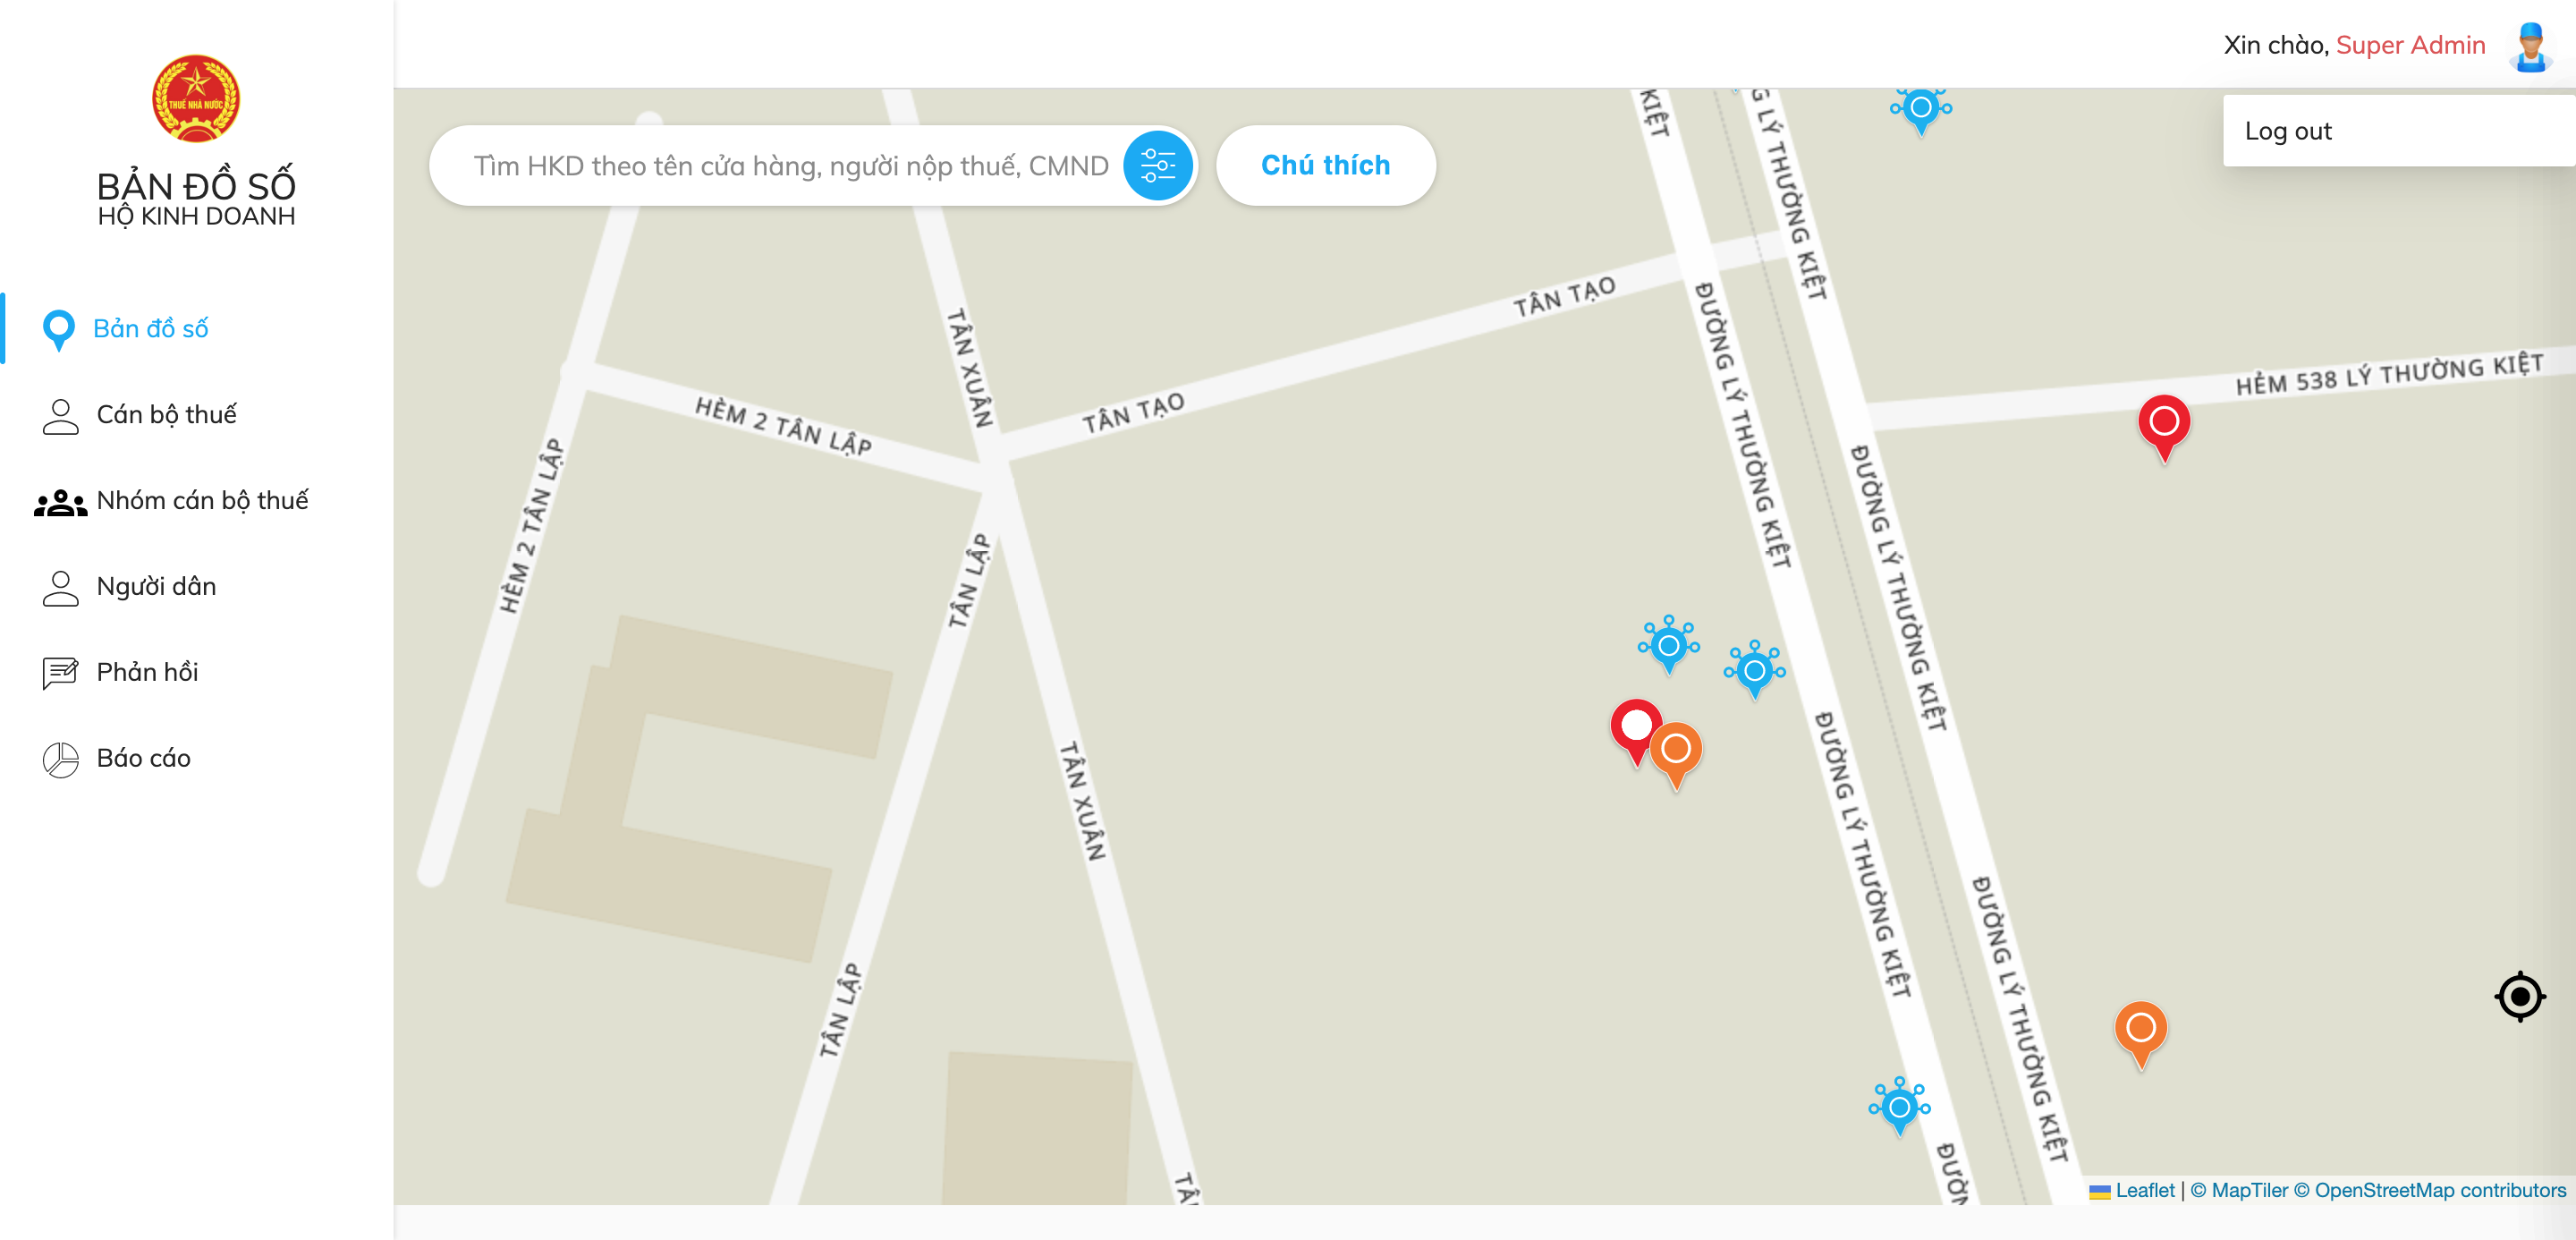 Xin chào, Super Admin
Log out
THUẾ NHÀ NƯỚC
BẢN ĐỒ SỐ
HỘ KINH DOANH
Bản đồ số
Cán bộ thuế
Nhóm cán bộ thuế
Người dân
Phản hồi
Báo cáo
Tìm HKD theo tên cửa hàng, người nộp thuế, CMND
Chú thích
KIỆT
G LÝ THƯỜNG KIỆT
TÂN TẠO
TÂN XUÂN
ĐƯỜNG LÝ THƯỜNG KIỆT
HẺM 538 LÝ THƯỜNG KIỆT
HÈM 2 TÂN LẬP
TÂN TẠO
HÈM 2 TÂN LẬP
ĐƯỜNG LÝ THƯỜNG KIỆT
TÂN LẬP
TÂN XUÂN
ĐƯỜNG LÝ THƯỜNG KIỆT
ĐƯỜNG LÝ THƯỜNG KIỆT
TÂN LẬP
TÂ
ĐƯỜN
Leaflet | © MapTiler © OpenStreetMap contributors